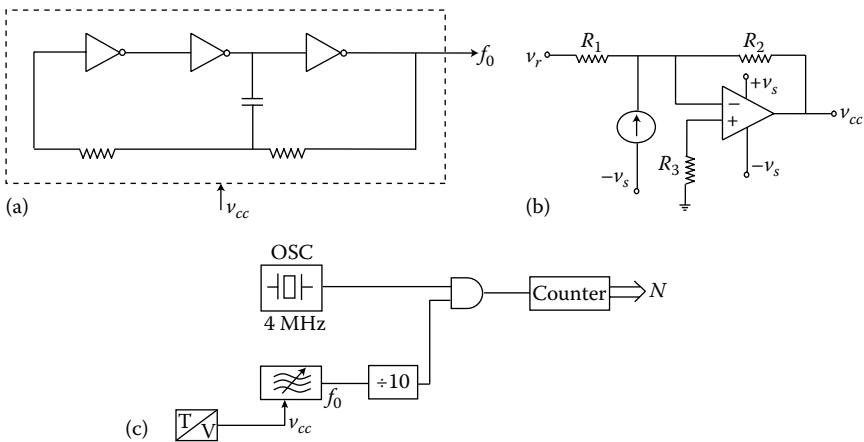 (a)
f0
vcc
(b)
vr
R1
R2
+vs
−
+
vcc
R3
−vs
−vs
OSC
4 MHz
Counter
N
÷10
f0
vcc
T
V
(c)